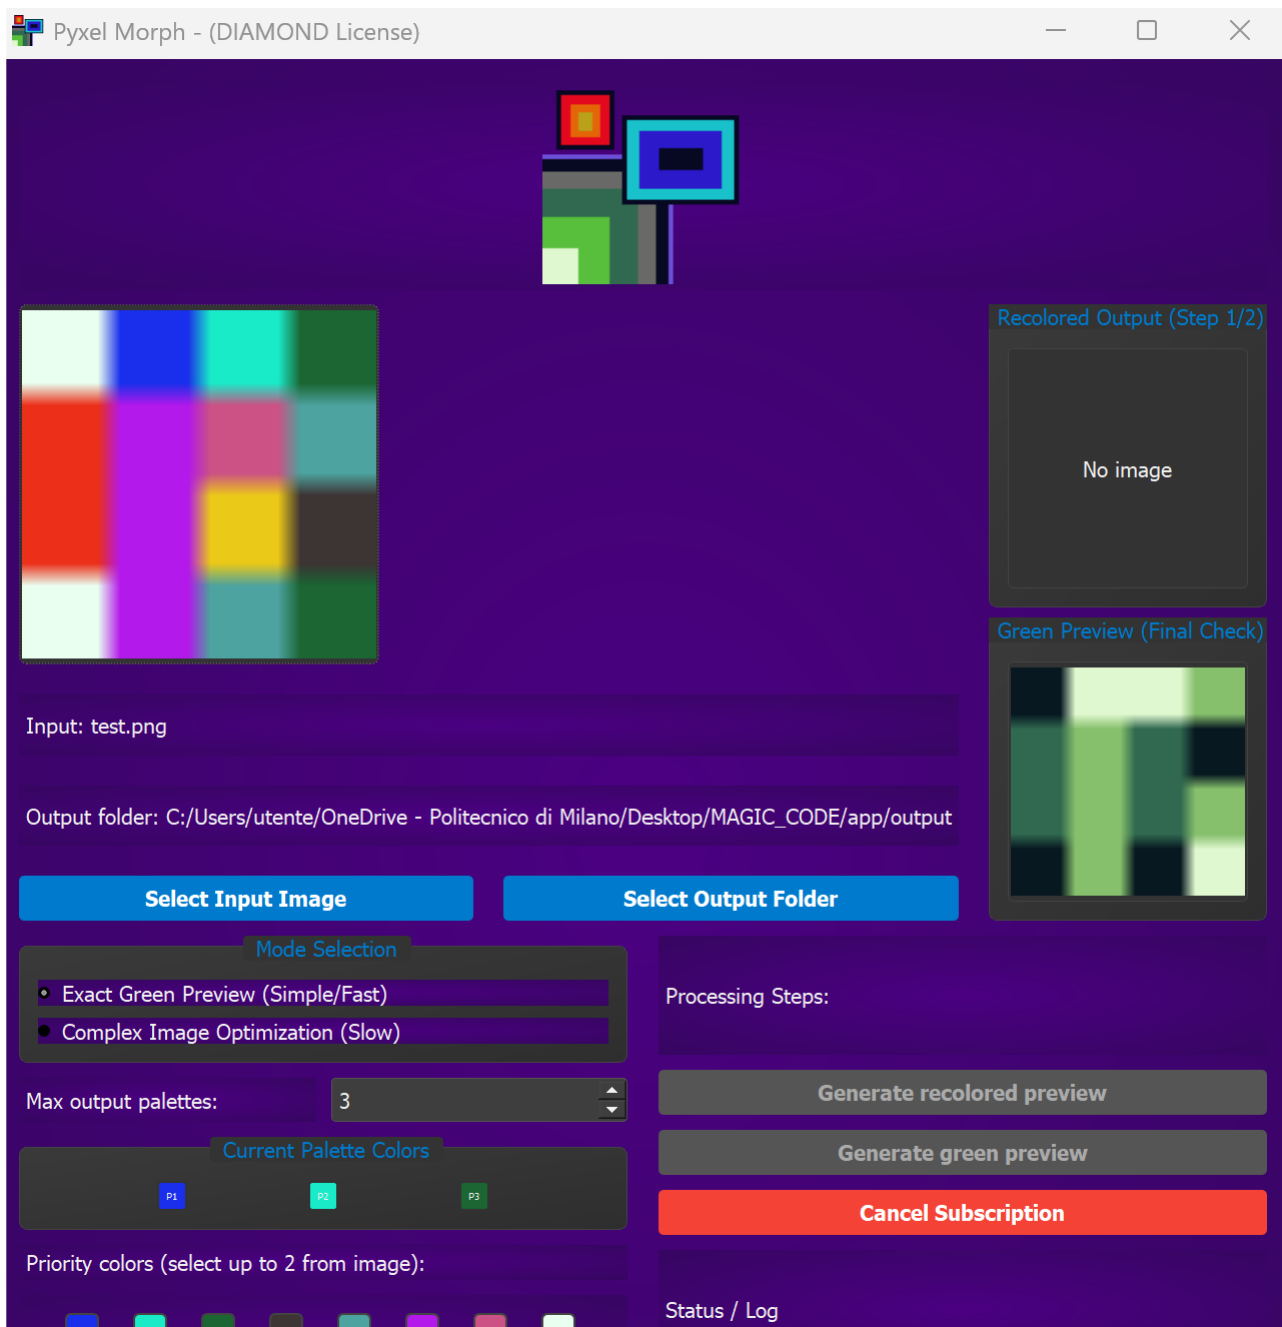 Pyxel Morph - (DIAMOND License)
Recolored Output (Step 1/2)
No image
Green Preview (Final Check)
Input: test.png
Output folder: C:/Users/utente/OneDrive - Politecnico di Milano/Desktop/MAGIC_CODE/app/output
Select Input Image
Select Output Folder
Mode Selection
Exact Green Preview (Simple/Fast)
Complex Image Optimization (Slow)
Max output palettes:
3
Current Palette Colors
P1
P2
P3
Priority colors (select up to 2 from image):
Processing Steps:
Generate recolored preview
Generate green preview
Cancel Subscription
Status / Log